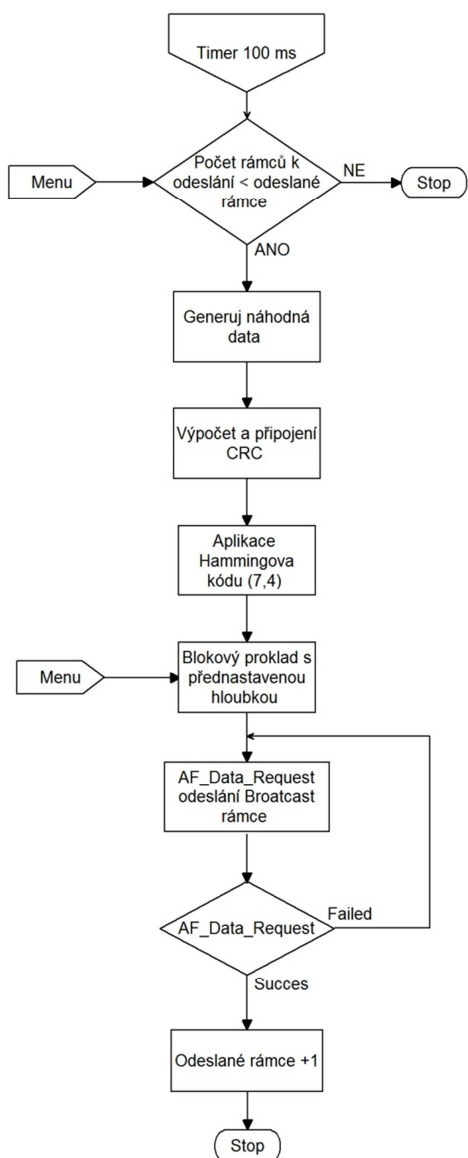 Timer 100 ms
Počet rámců k
odeslání < odeslané
rámce
Menu
NE
Stop
ANO
Generuj náhodná
data
Výpočet a připojení
CRC
Aplikace
Hammingova
kódu (7,4)
Blokový proklad s
přednastavenou
hloubkou
Menu
AF_Data_Request
odeslání Broatcast
rámce
AF_Data_Request
Failed
Succes
Odeslané rámce +1
Stop